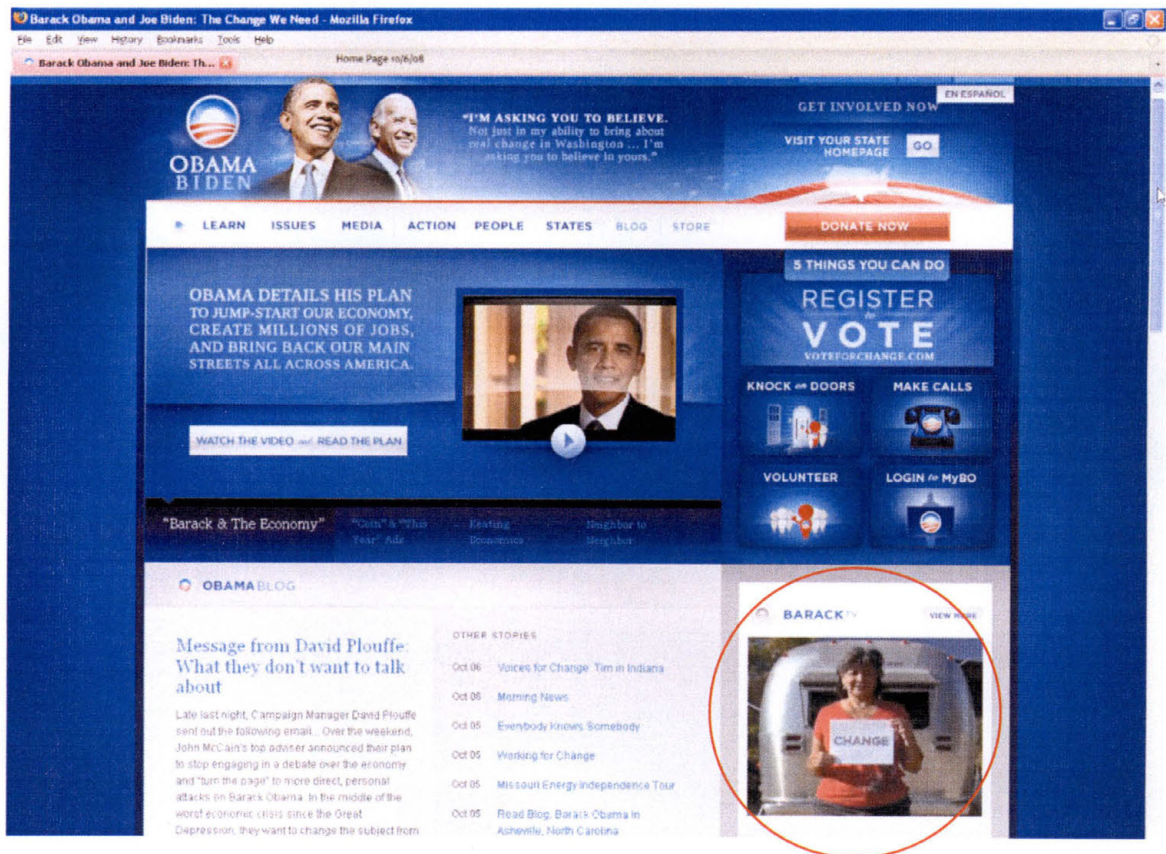 Barack Obama and Joe Biden: The Change We Need - Mozilla Firefox
File Edit View History Bookmarks Tools Help
Barack Obama and Joe Biden: Th...
Home Page 10/6/08
EN ESPAÑOL
OBAMA
BIDEN
"I'M ASKING YOU TO BELIEVE.
Not just in my ability to bring about
real change in Washington ... I'm
asking you to believe in yours."
GET INVOLVED NOW
VISIT YOUR STATE
HOMEPAGE
GO
LEARN ISSUES MEDIA ACTION PEOPLE STATES BLOG STORE
DONATE NOW
OBAMA DETAILS HIS PLAN
TO JUMP-START OUR ECONOMY,
CREATE MILLIONS OF JOBS,
AND BRING BACK OUR MAIN
STREETS ALL ACROSS AMERICA.
WATCH THE VIDEO and READ THE PLAN
5 THINGS YOU CAN DO
REGISTER
to
VOTE
VOTEFORCHANGE.COM
KNOCK on DOORS
MAKE CALLS
VOLUNTEER
LOGIN to MyBO
"Barack & The Economy"
"Coin" & "This
Year" Ads
Keating
Economics
Neighbor to
Neighbor
OBAMABLOG
Message from David Plouffe:
What they don't want to talk
about
Late last night, Campaign Manager David Plouffe
sent out the following email... Over the weekend,
John McCain's top adviser announced their plan
to stop engaging in a debate over the economy
and "turn the page" to more direct, personal
attacks on Barack Obama. In the middle of the
worst economic crisis since the Great
Depression, they want to change the subject from
OTHER STORIES
Oct 06 Voices for Change: Tim in Indiana
Oct 06 Morning News
Oct 05 Everybody Knows Somebody
Oct 05 Working for Change
Oct 05 Missouri Energy Independence Tour
Oct 05 Road Blog: Barack Obama in
Asheville, North Carolina
BARACKTV
VIEW MORE
CHANGE